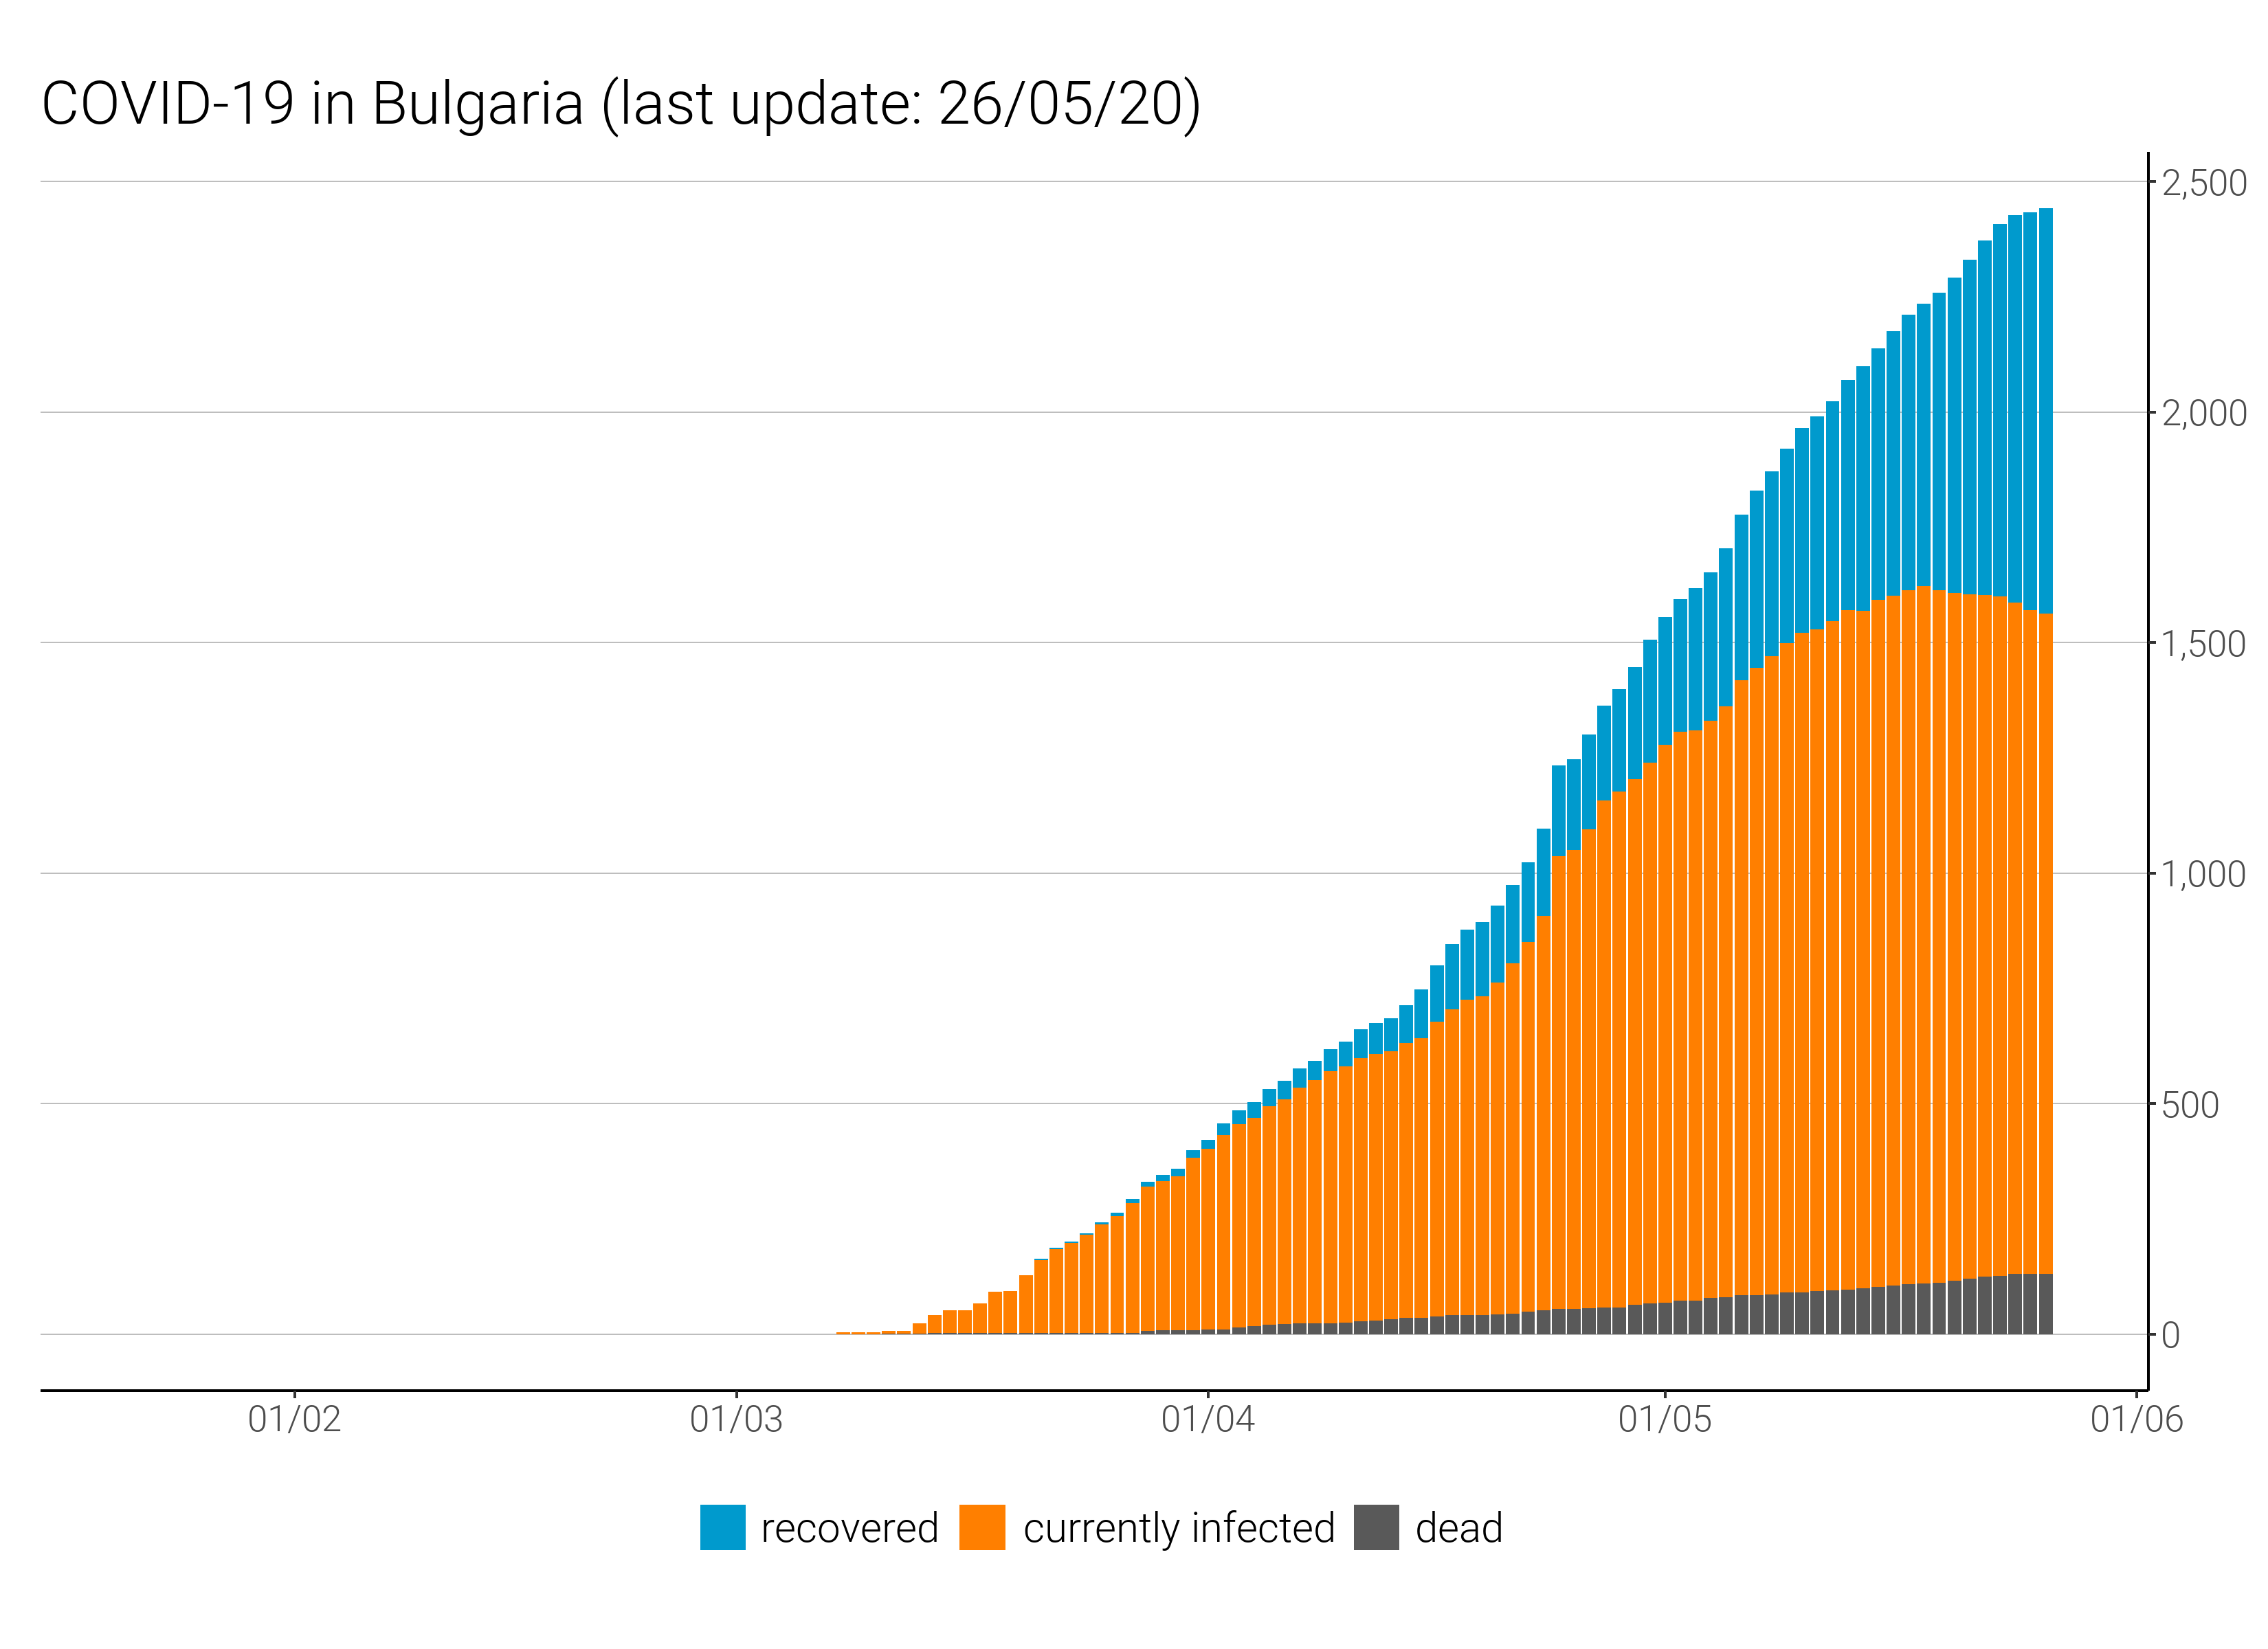 COVID-19 in Bulgaria (last update: 26/05/20)
2,500
2,000
1,500
1,000
500
0
01/02 01/03 01/04 01/05 01/06
recovered currently infected dead